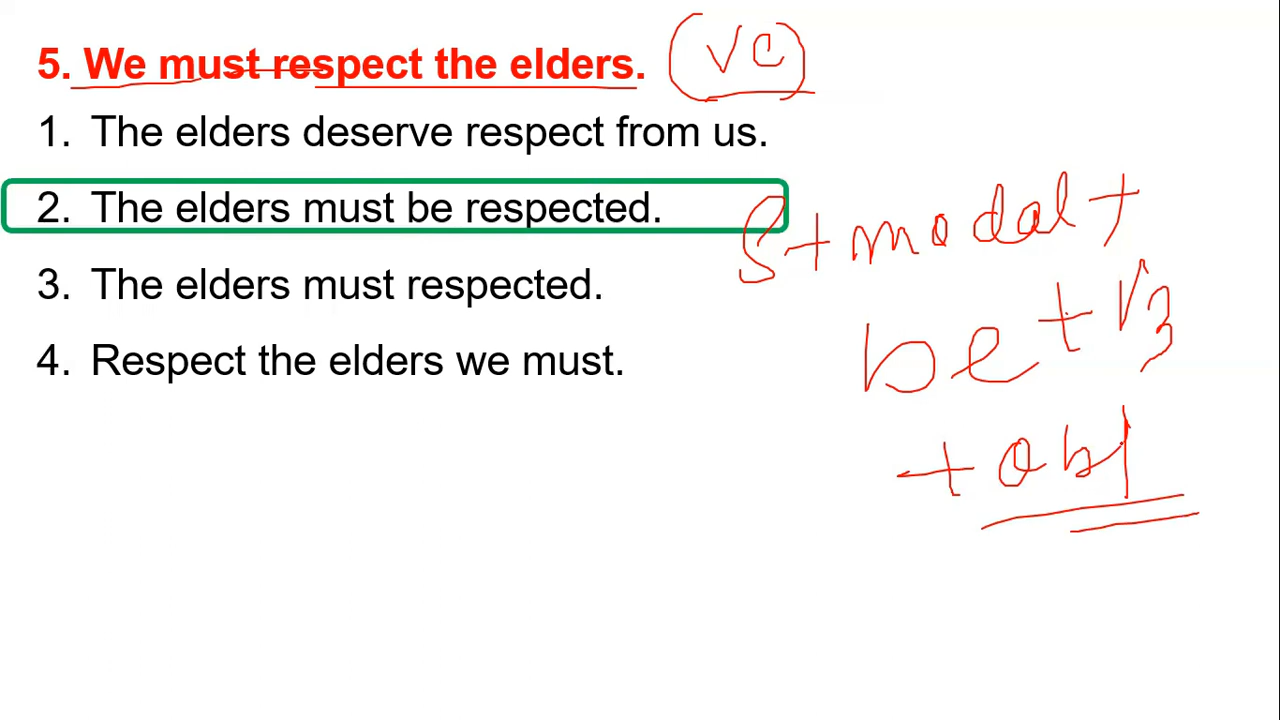 5. We must respect the elders. (VC)
1. The elders deserve respect from us.
2. The elders must be respected.
3. The elders must respected.
4. Respect the elders we must.
S + modal +
be + V3
+ obj